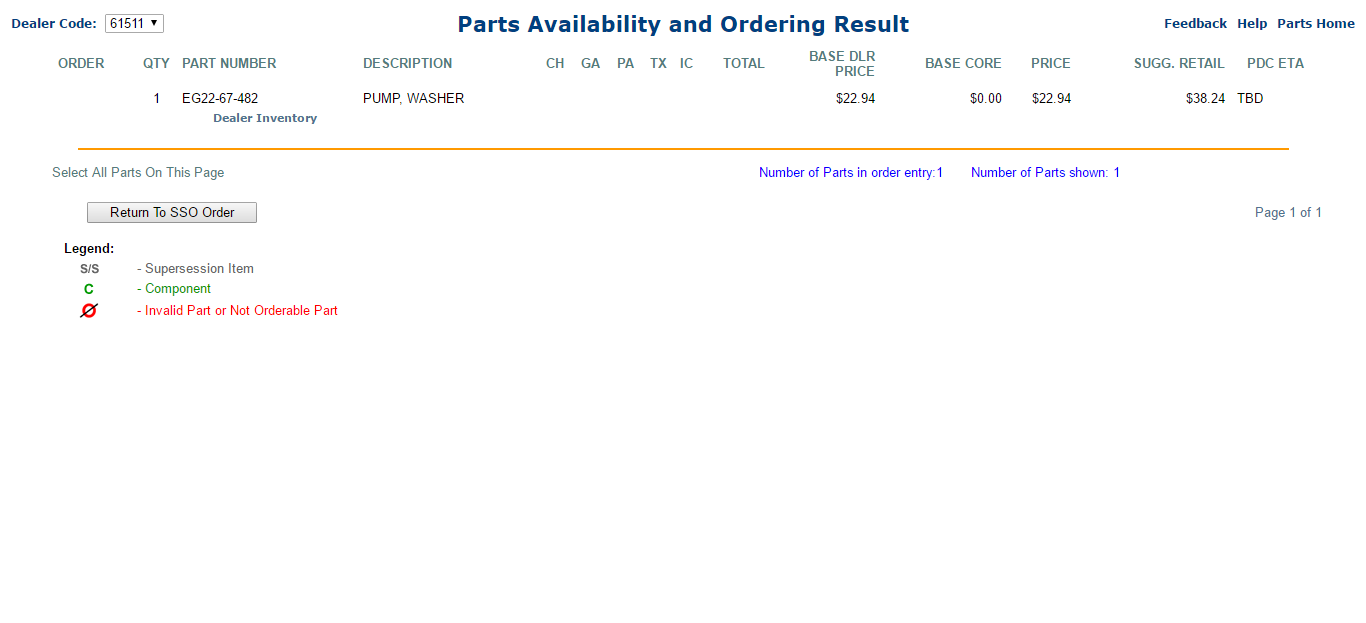 Dealer Code: 61511 Parts Availability and Ordering Result Feedback Help Parts Home
ORDER QTY PART NUMBER DESCRIPTION CH GA PA TX IC TOTAL BASE DLR PRICE BASE CORE PRICE SUGG. RETAIL PDC ETA
1 EG22-67-482 PUMP, WASHER $22.94 $0.00 $22.94 $38.24 TBD
Dealer Inventory
Select All Parts On This Page Number of Parts in order entry:1 Number of Parts shown: 1
Return To SSO Order Page 1 of 1
Legend:
S/S - Supersession Item
C - Component
- Invalid Part or Not Orderable Part